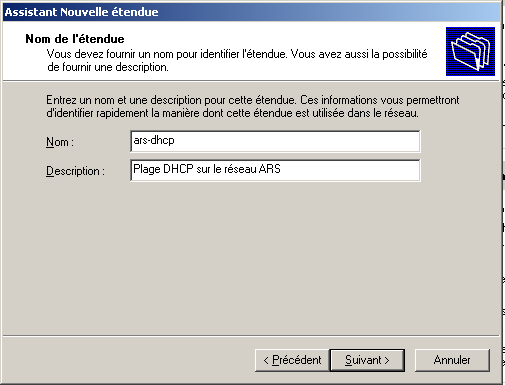 Assistant Nouvelle étendue
Nom de l'étendue
Vous devez fournir un nom pour identifier l'étendue. Vous avez aussi la possibilité
de fournir une description.
Entrez un nom et une description pour cette étendue. Ces informations vous permettront
d'identifier rapidement la manière dont cette étendue est utilisée dans le réseau.
Nom :
ars-dhcp
Description :
Plage DHCP sur le réseau ARS
< Précédent
Suivant >
Annuler